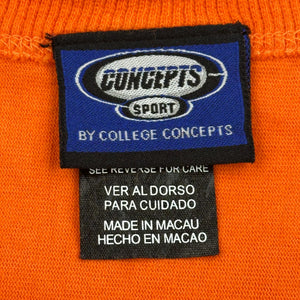 CONCEPTS
SPORT
BY COLLEGE CONCEPTS
SEE REVERSE FOR CARE
VER AL DORSO
PARA CUIDADO
MADE IN MACAU
HECHO EN MACAO